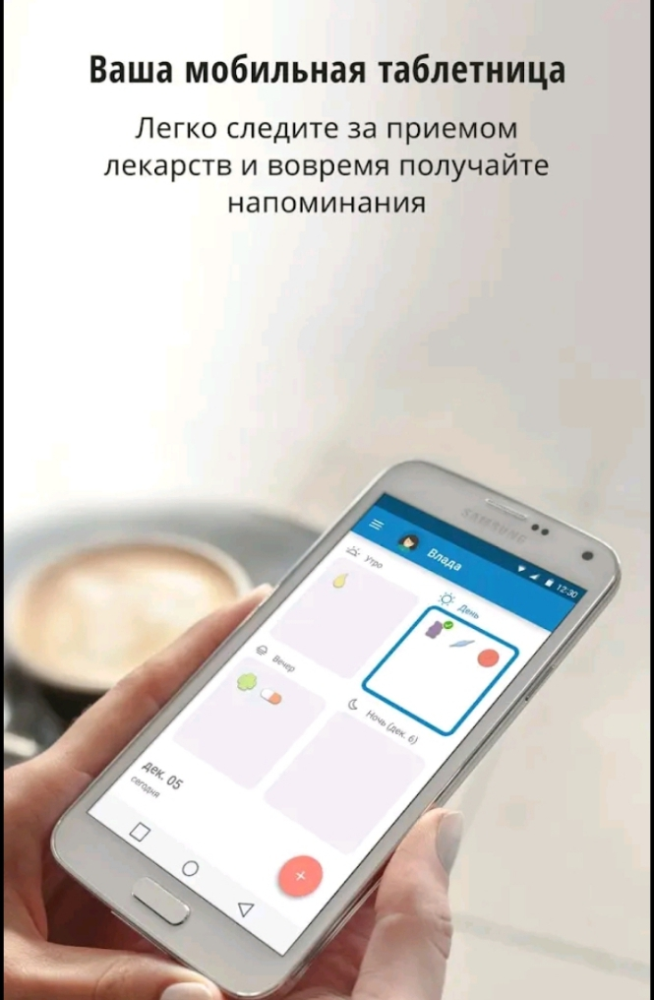 Ваша мобильная таблетница
Легко следите за приемом
лекарств и вовремя получайте
напоминания
SAMSUNG
12:30
Влада
Утро
День
Вечер
Ночь (дек. 6)
дек. 05
сегодня